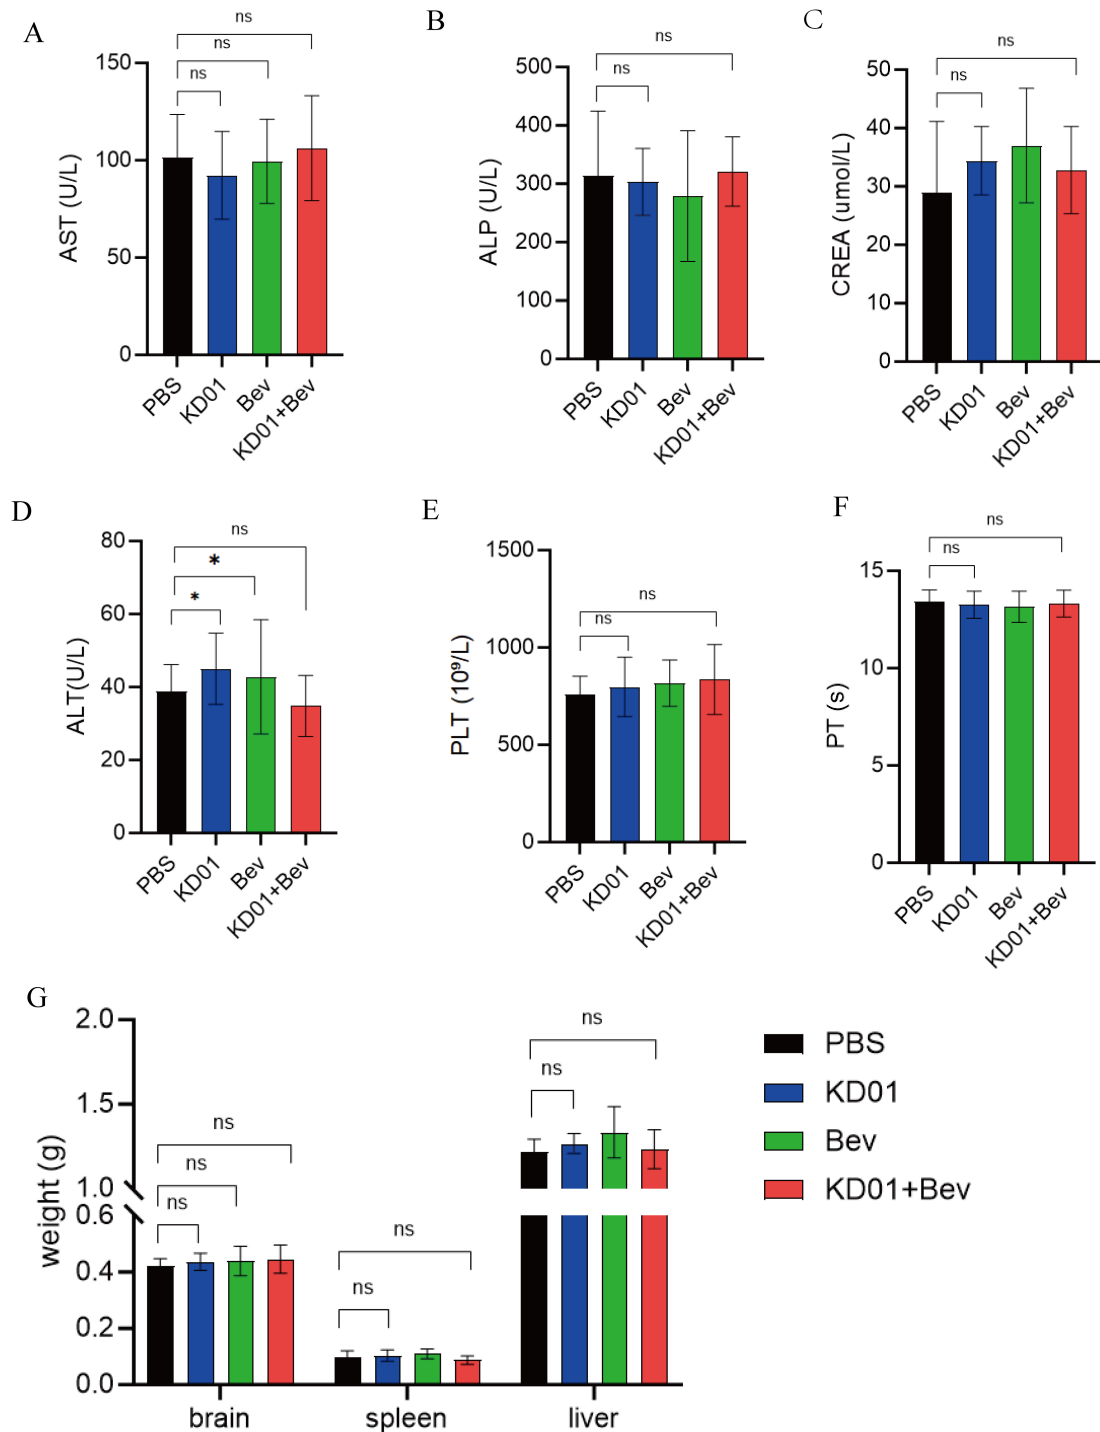 A
ns
ns
ns
150
100
50
0
AST (U/L)
PBS
KD01
Bev
KD01+Bev
B
ns
ns
500
400
300
200
100
0
ALP (U/L)
PBS
KD01
Bev
KD01+Bev
C
ns
ns
50
40
30
20
10
0
CREA (umol/L)
PBS
KD01
Bev
KD01+Bev
D
ns
*
*
80
60
40
20
0
ALT(U/L)
PBS
KD01
Bev
KD01+Bev
E
ns
ns
1500
1000
500
0
PLT (10⁹/L)
PBS
KD01
Bev
KD01+Bev
F
ns
ns
15
10
5
0
PT (s)
PBS
KD01
Bev
KD01+Bev
G
2.0
1.5
1.0
0.6
0.4
0.2
0.0
weight (g)
ns
ns
ns
ns
ns
ns
ns
brain
spleen
liver
PBS
KD01
Bev
KD01+Bev